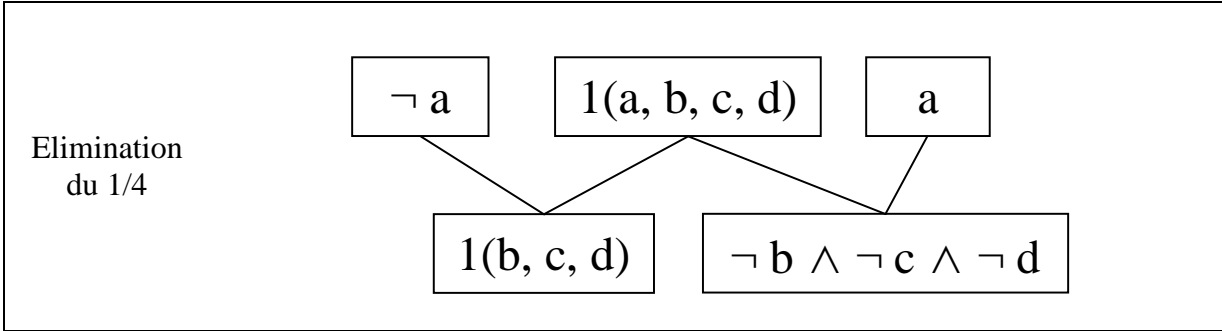 Elimination
du 1/4
¬ a
1(a, b, c, d)
a
1(b, c, d)
¬ b ∧ ¬ c ∧ ¬ d